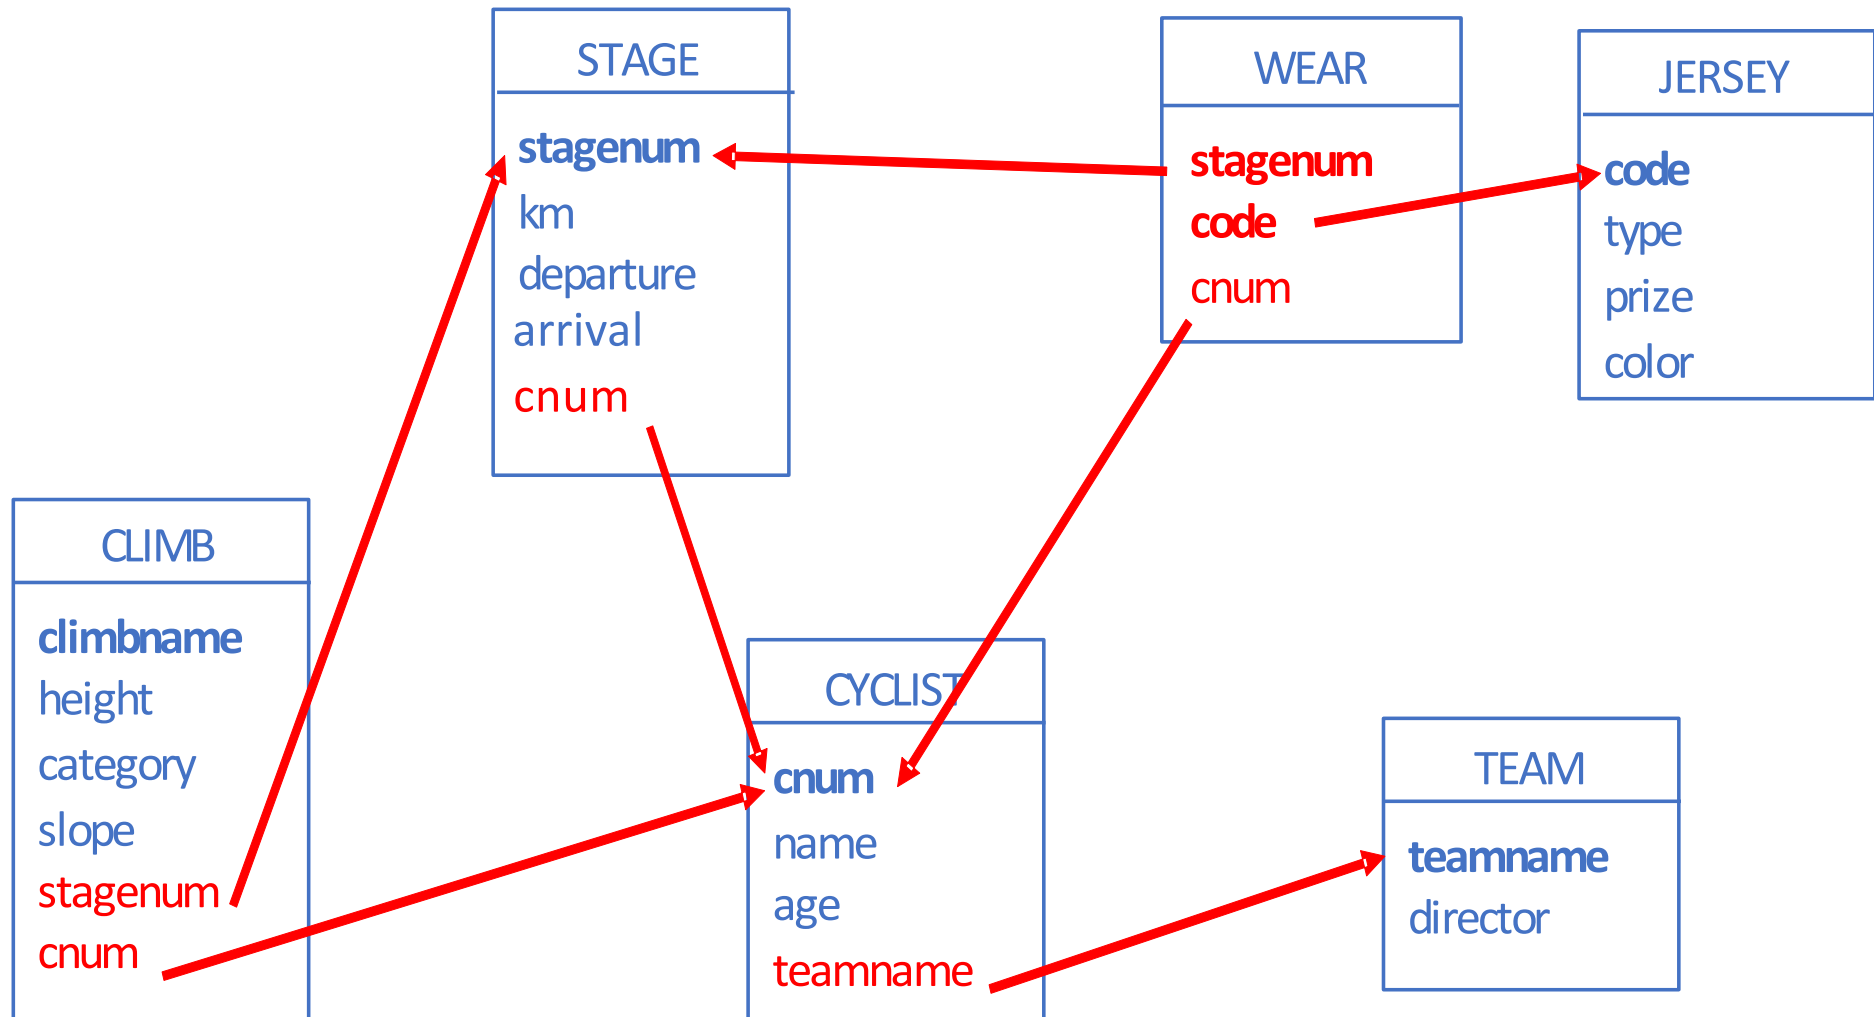 STAGE
stagenum
km
departure
arrival
cnum
WEAR
stagenum
code
cnum
JERSEY
code
type
prize
color
CLIMB
climbname
height
category
slope
stagenum
cnum
CYCLIST
cnum
name
age
teamname
TEAM
teamname
director